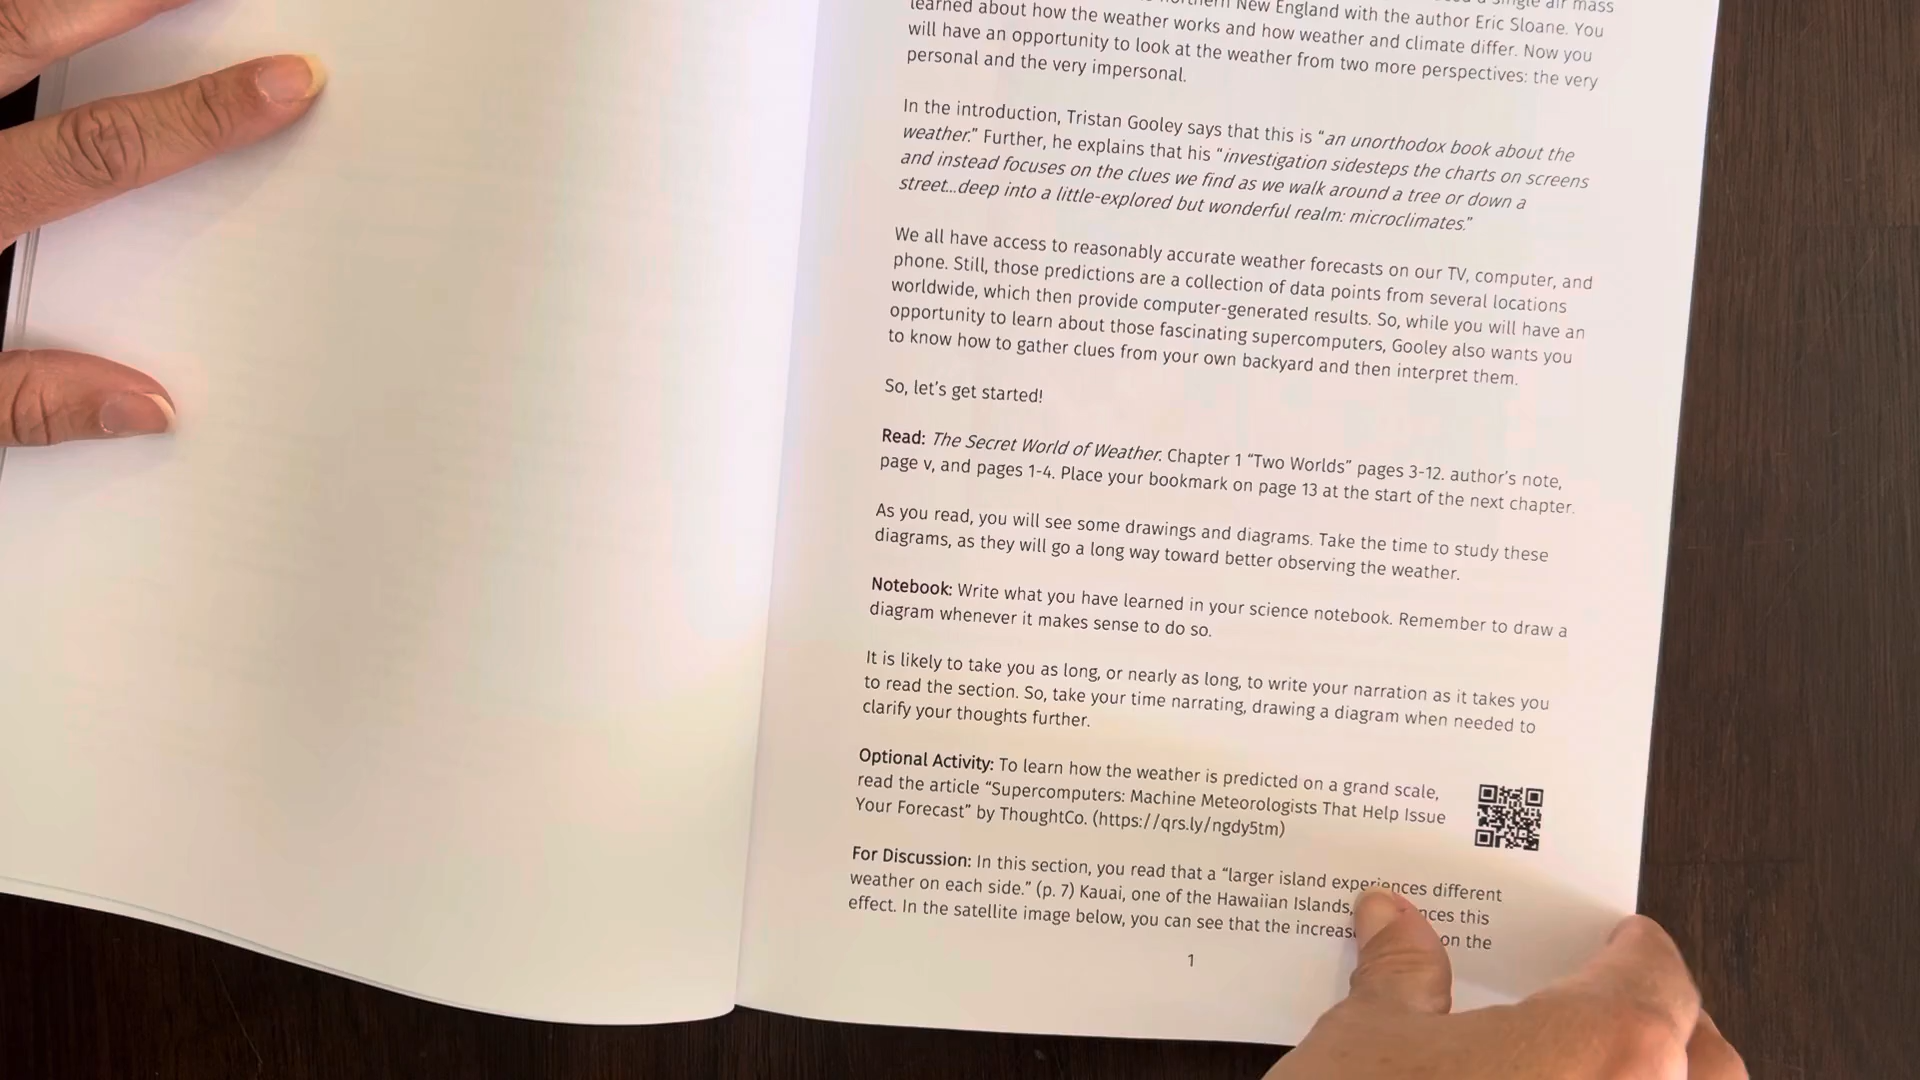 a single air mass
northern New England with the author Eric Sloane. You
learned about how the weather works and how weather and climate differ. Now you
will have an opportunity to look at the weather from two more perspectives: the very
personal and the very impersonal.
In the introduction, Tristan Gooley says that this is “an unorthodox book about the
weather.” Further, he explains that his “investigation sidesteps the charts on screens
and instead focuses on the clues we find as we walk around a tree or down a
street...deep into a little-explored but wonderful realm: microclimates.”
We all have access to reasonably accurate weather forecasts on our TV, computer, and
phone. Still, those predictions are a collection of data points from several locations
worldwide, which then provide computer-generated results. So, while you will have an
opportunity to learn about those fascinating supercomputers, Gooley also wants you
to know how to gather clues from your own backyard and then interpret them.
So, let’s get started!
Read: The Secret World of Weather. Chapter 1 “Two Worlds” pages 3-12. author’s note,
page v, and pages 1-4. Place your bookmark on page 13 at the start of the next chapter.
As you read, you will see some drawings and diagrams. Take the time to study these
diagrams, as they will go a long way toward better observing the weather.
Notebook: Write what you have learned in your science notebook. Remember to draw a
diagram whenever it makes sense to do so.
It is likely to take you as long, or nearly as long, to write your narration as it takes you
to read the section. So, take your time narrating, drawing a diagram when needed to
clarify your thoughts further.
Optional Activity: To learn how the weather is predicted on a grand scale,
read the article “Supercomputers: Machine Meteorologists That Help Issue
Your Forecast” by ThoughtCo. (https://qrs.ly/ngdy5tm)
For Discussion: In this section, you read that a “larger island experiences different
weather on each side.” (p. 7) Kauai, one of the Hawaiian Islands, this
effect. In the satellite image below, you can see that the on the
1